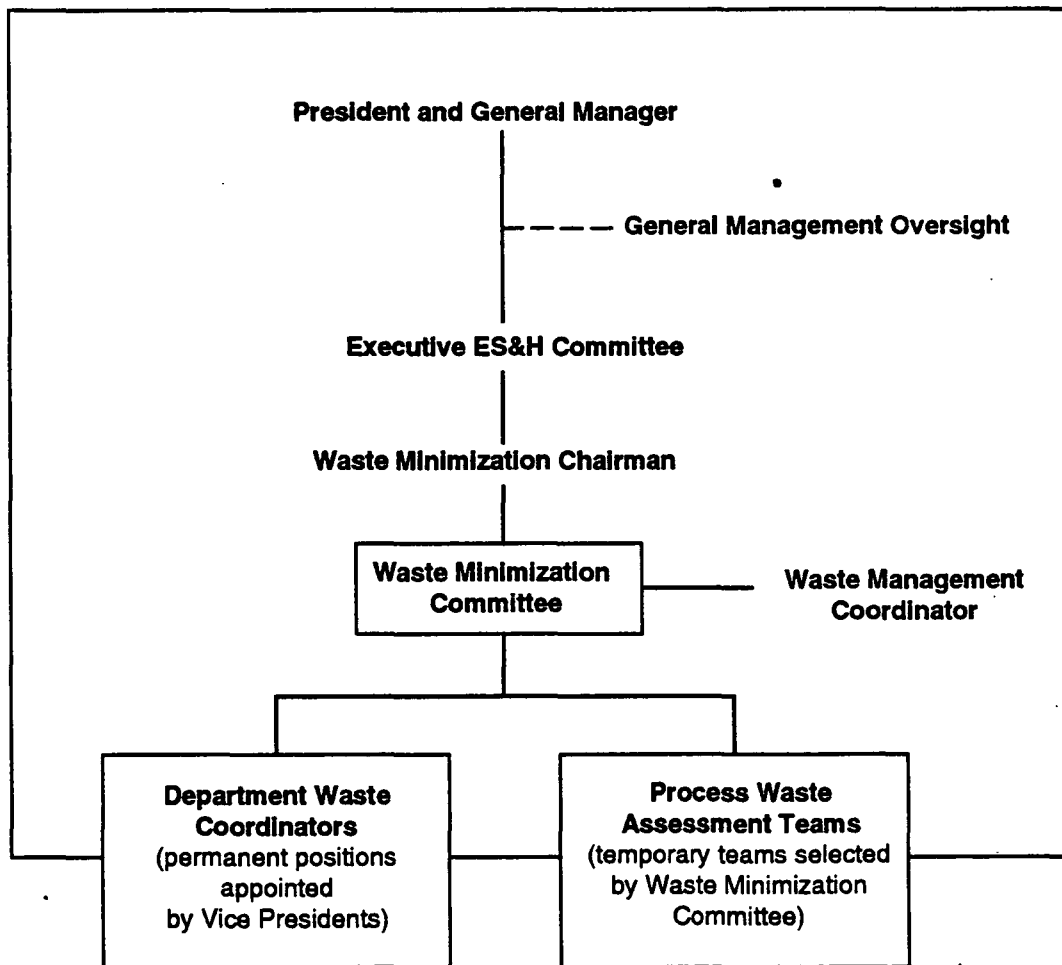 President and General Manager
General Management Oversight
Executive ES&H Committee
Waste Minimization Chairman
Waste Minimization
Committee
Waste Management
Coordinator
Department Waste
Coordinators
(permanent positions
appointed
by Vice Presidents)
Process Waste
Assessment Teams
(temporary teams selected
by Waste Minimization
Committee)